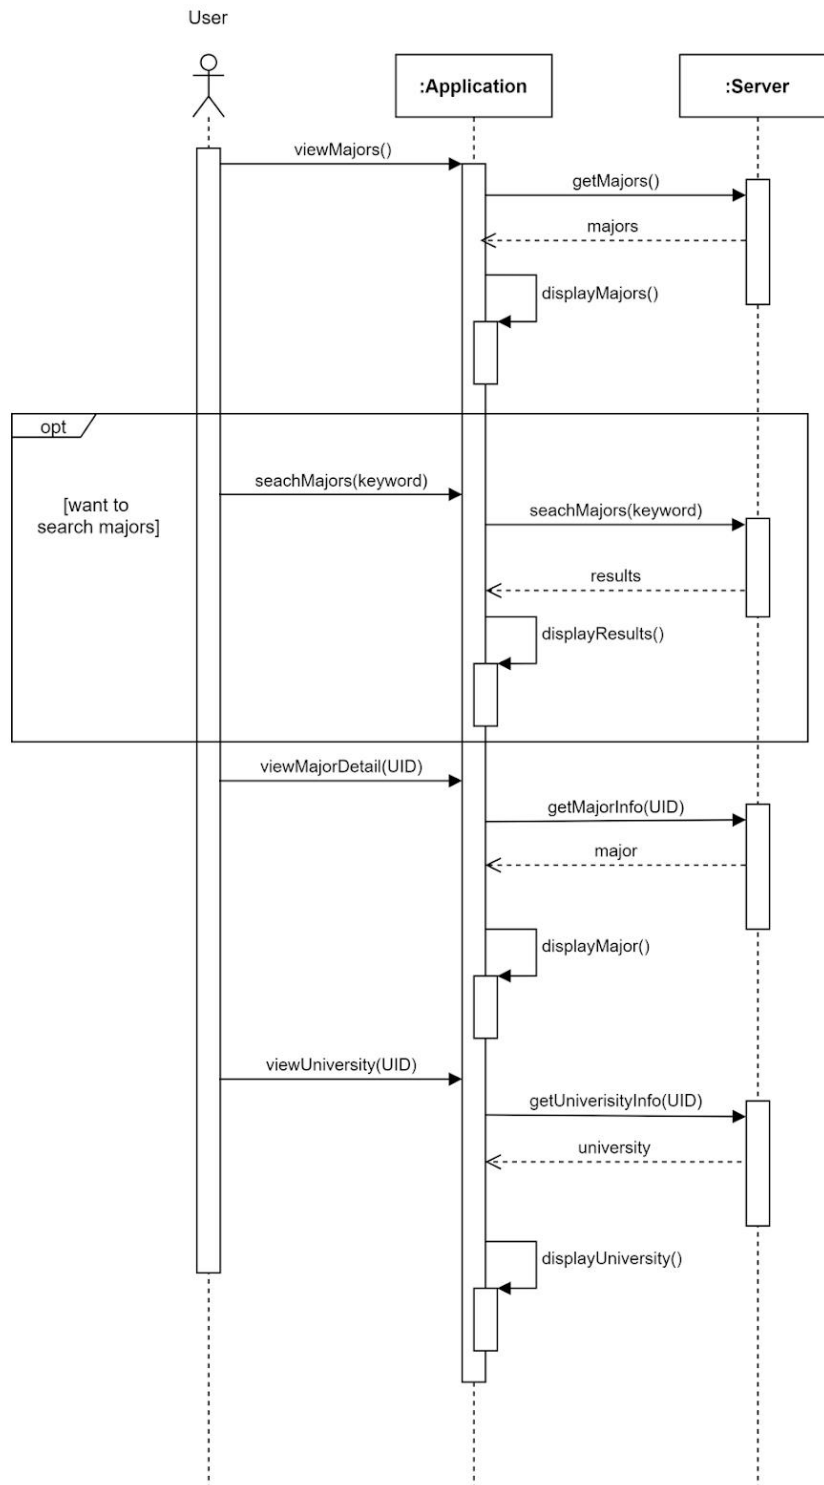 User
:Application
:Server
viewMajors()
getMajors()
majors
displayMajors()
opt
seachMajors(keyword)
[want to
search majors]
seachMajors(keyword)
results
displayResults()
viewMajorDetail(UID)
getMajorInfo(UID)
major
displayMajor()
viewUniversity(UID)
getUniverisityInfo(UID)
university
displayUniversity()